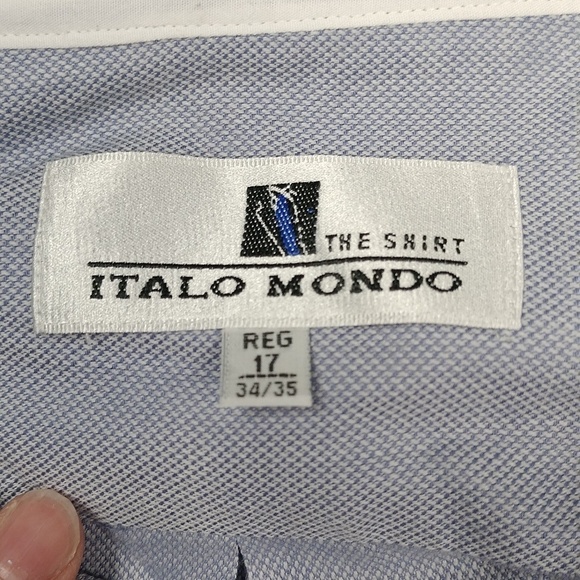 THE SHIRT
ITALO MONDO
REG
17
34/35